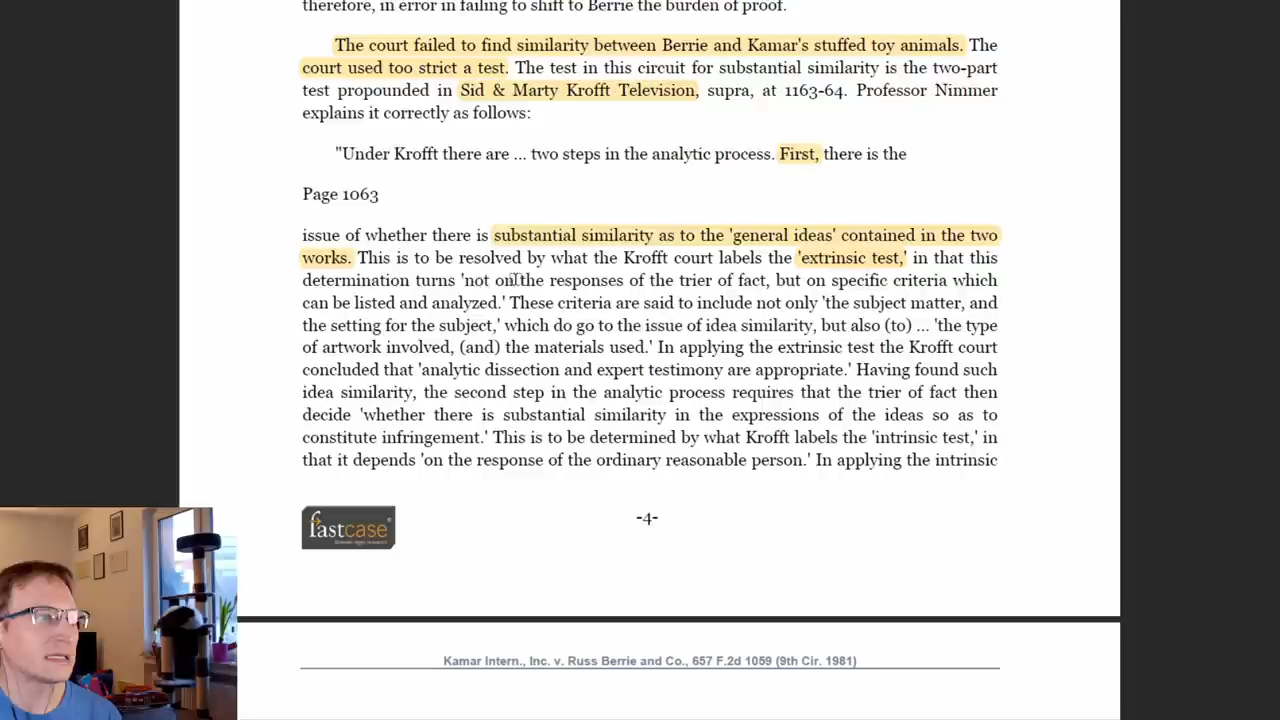 therefore, in error in failing to shift to Berrie the burden of proof.
The court failed to find similarity between Berrie and Kamar's stuffed toy animals. The
court used too strict a test. The test in this circuit for substantial similarity is the two-part
test propounded in Sid & Marty Krofft Television, supra, at 1163-64. Professor Nimmer
explains it correctly as follows:
"Under Krofft there are ... two steps in the analytic process. First, there is the
Page 1063
issue of whether there is substantial similarity as to the 'general ideas' contained in the two
works. This is to be resolved by what the Krofft court labels the 'extrinsic test,' in that this
determination turns 'not on the responses of the trier of fact, but on specific criteria which
can be listed and analyzed.' These criteria are said to include not only 'the subject matter, and
the setting for the subject,' which do go to the issue of idea similarity, but also (to) ... 'the type
of artwork involved, (and) the materials used.' In applying the extrinsic test the Krofft court
concluded that 'analytic dissection and expert testimony are appropriate.' Having found such
idea similarity, the second step in the analytic process requires that the trier of fact then
decide 'whether there is substantial similarity in the expressions of the ideas so as to
constitute infringement.' This is to be determined by what Krofft labels the 'intrinsic test,' in
that it depends 'on the response of the ordinary reasonable person.' In applying the intrinsic
fastcase
-4-
Kamar Intern., Inc. v. Russ Berrie and Co., 657 F.2d 1059 (9th Cir. 1981)